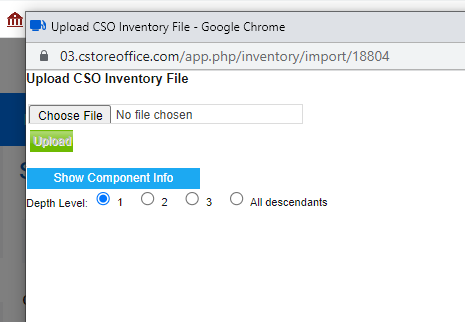 Upload CSO Inventory File - Google Chrome
03.cstoreoffice.com/app.php/inventory/import/18804
Upload CSO Inventory File
Choose File No file chosen
Upload
Show Component Info
Depth Level: 1 2 3 All descendants